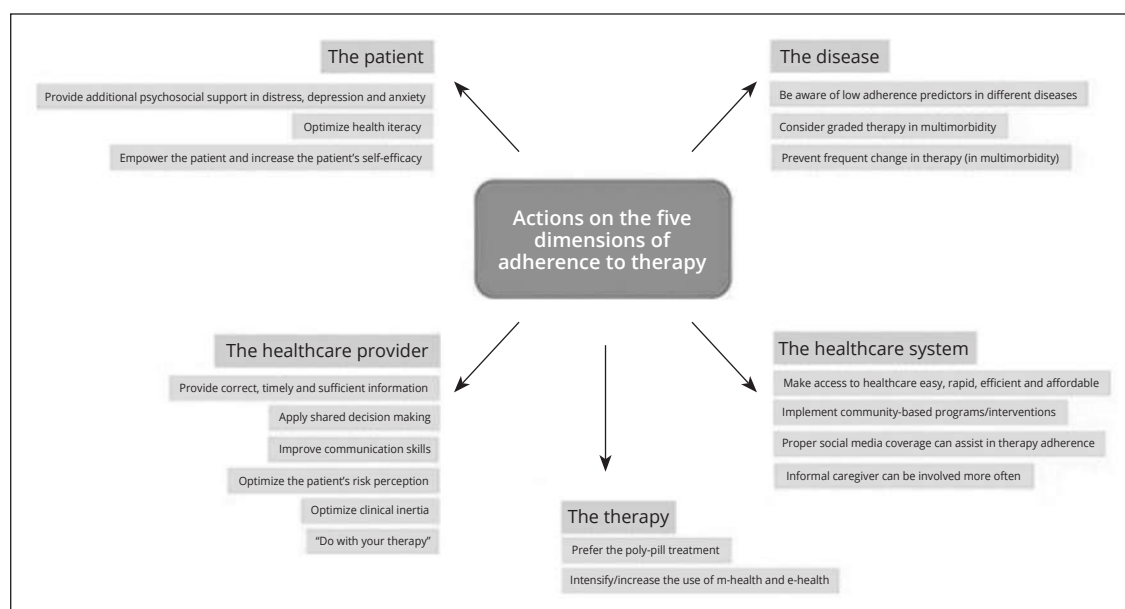 The patient
Provide additional psychosocial support in distress, depression and anxiety
Optimize health iteracy
Empower the patient and increase the patient's self-efficacy
The disease
Be aware of low adherence predictors in different diseases
Consider graded therapy in multimorbidity
Prevent frequent change in therapy (in multimorbidity)
Actions on the five
dimensions of
adherence to therapy
The healthcare provider
Provide correct, timely and sufficient information
Apply shared decision making
Improve communication skills
Optimize the patient's risk perception
Optimize clinical inertia
“Do with your therapy”
The therapy
Prefer the poly-pill treatment
Intensify/increase the use of m-health and e-health
The healthcare system
Make access to healthcare easy, rapid, efficient and affordable
Implement community-based programs/interventions
Proper social media coverage can assist in therapy adherence
Informal caregiver can be involved more often